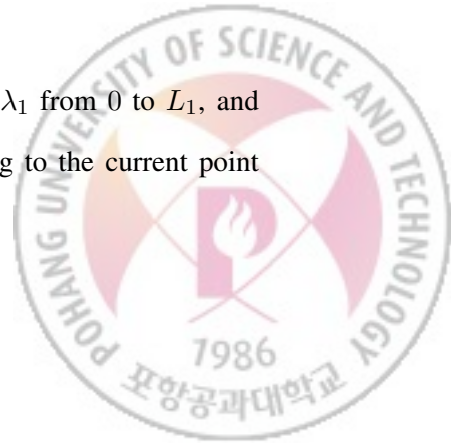 λ₁ from 0 to L₁, and
g to the current point
POHANG UNIVERSITY OF SCIENCE AND TECHNOLOGY
1986
포항공과대학교